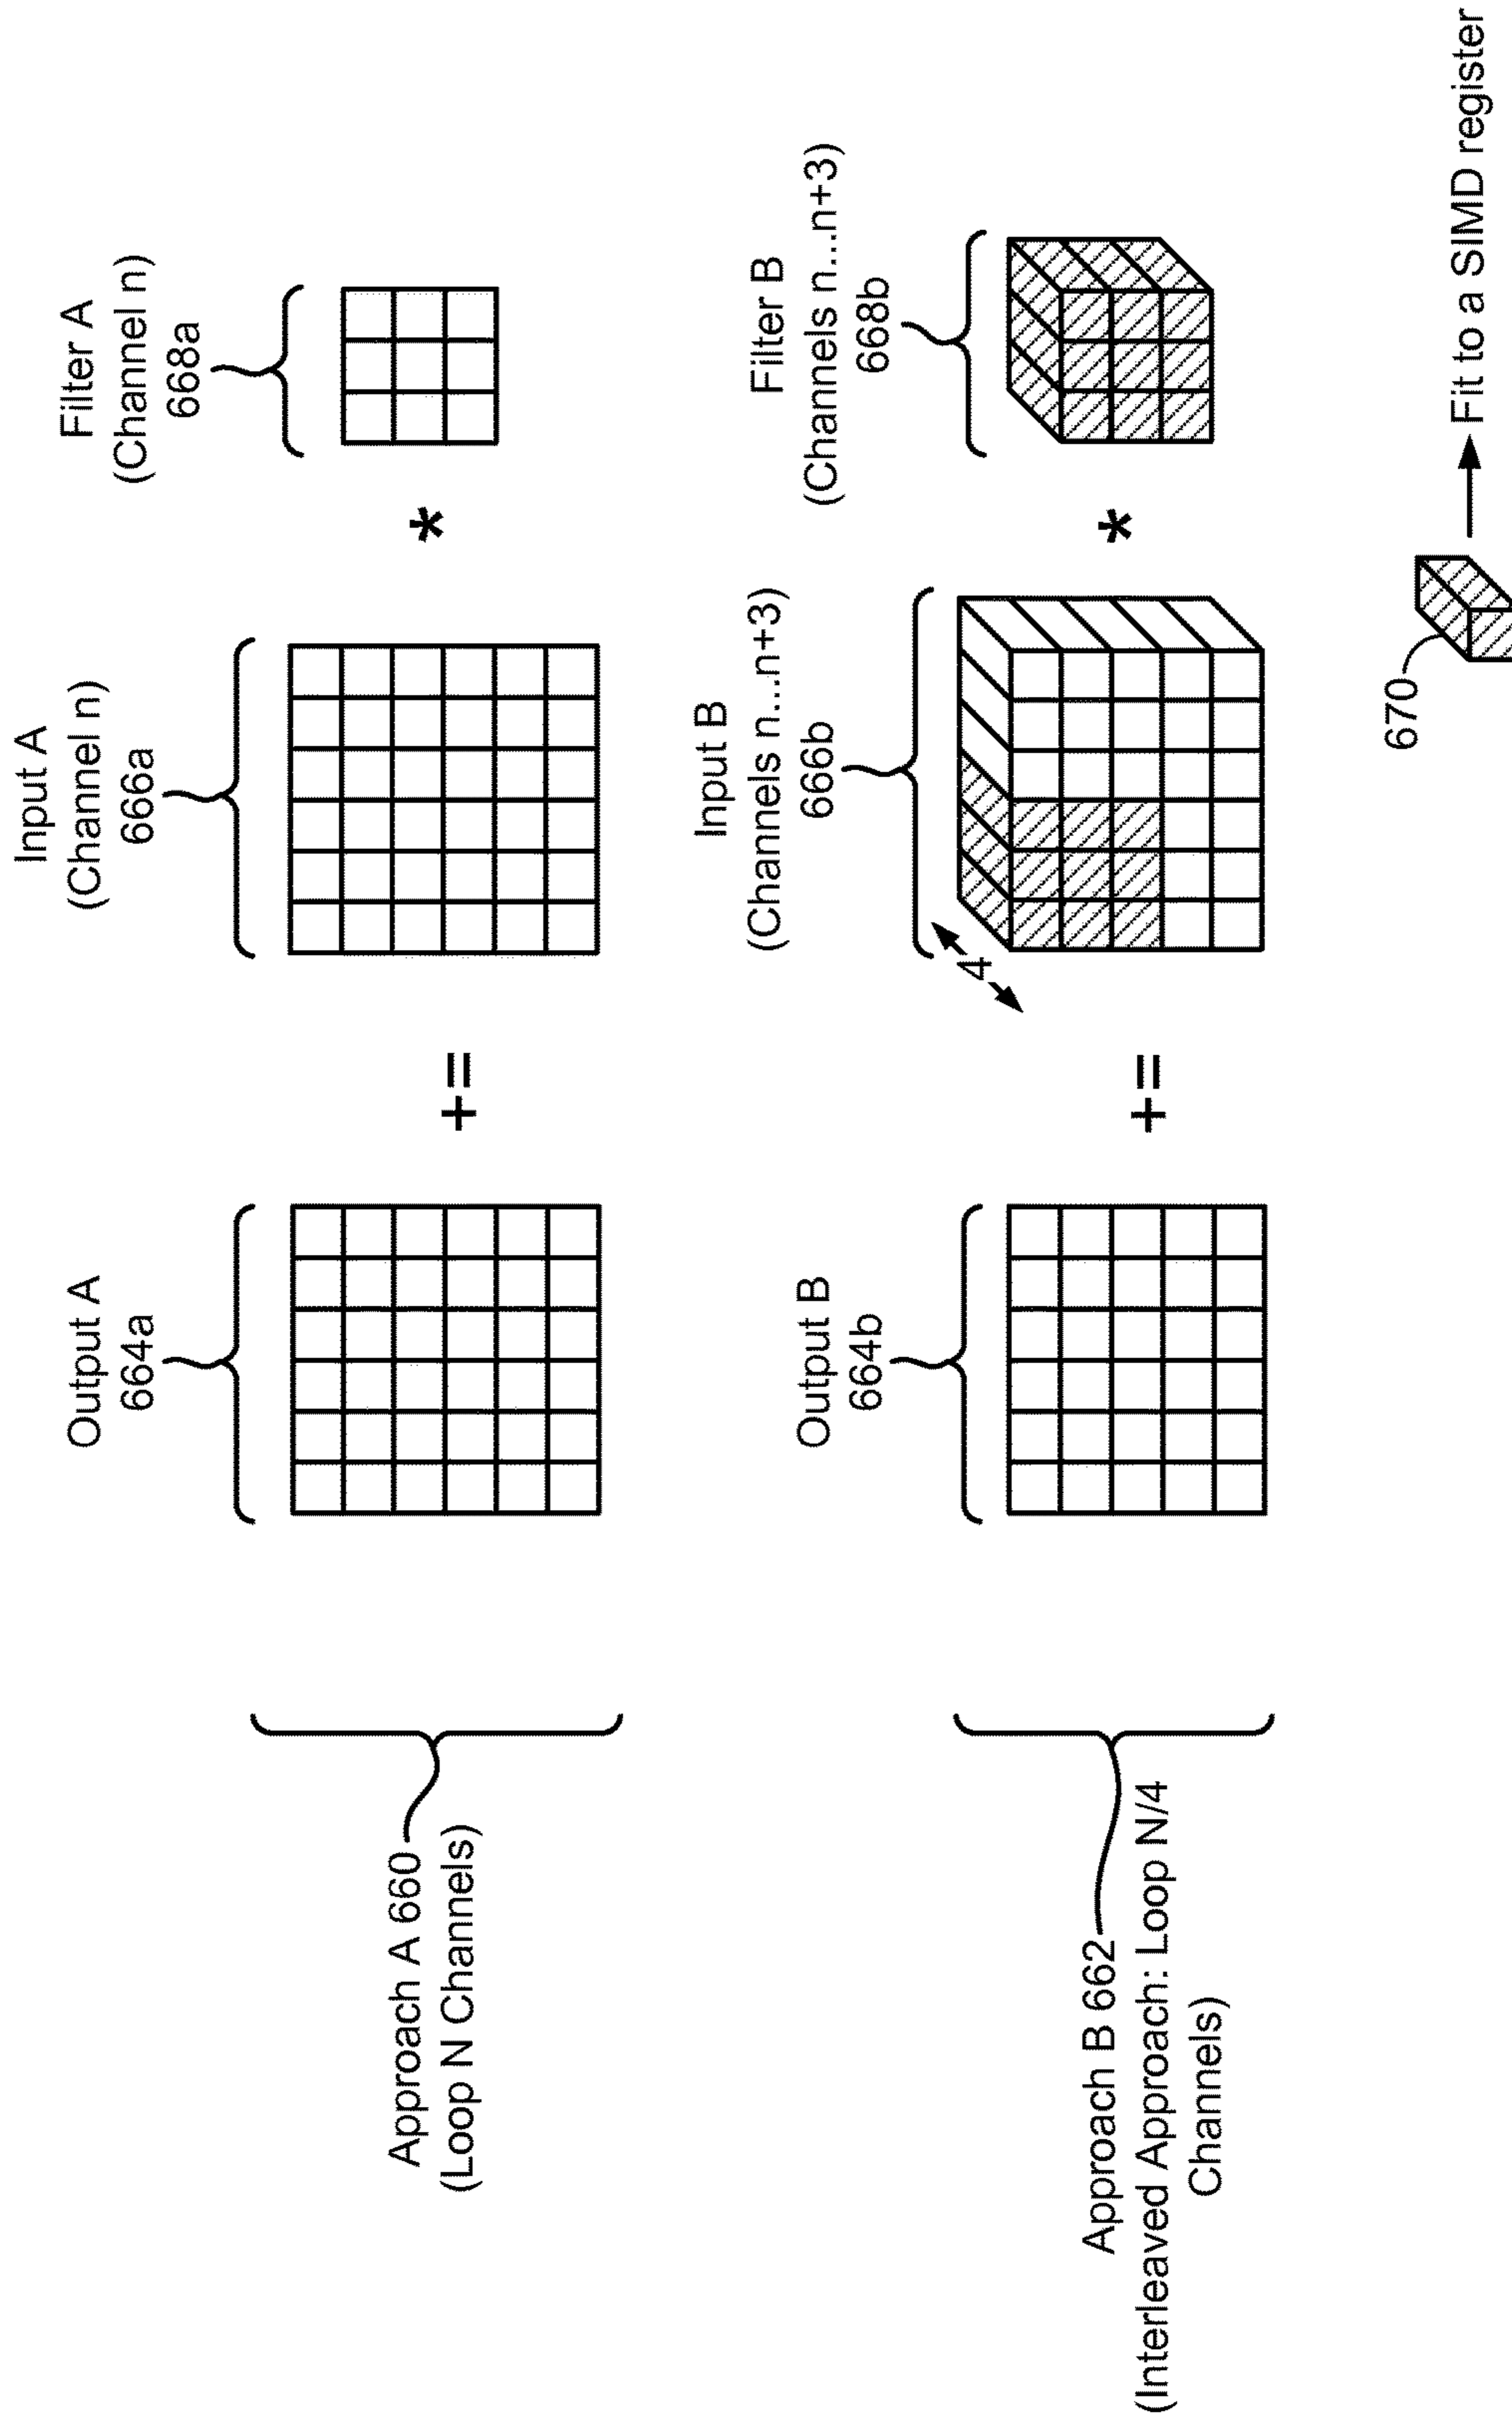 Approach A 660
(Loop N Channels)
Output A
664a
+=
Input A
(Channel n)
666a
*
Filter A
(Channel n)
668a
Approach B 662
(Interleaved Approach: Loop N/4
Channels)
Output B
664b
+=
4
Input B
(Channels n...n+3)
666b
*
Filter B
(Channels n...n+3)
668b
670
Fit to a SIMD register